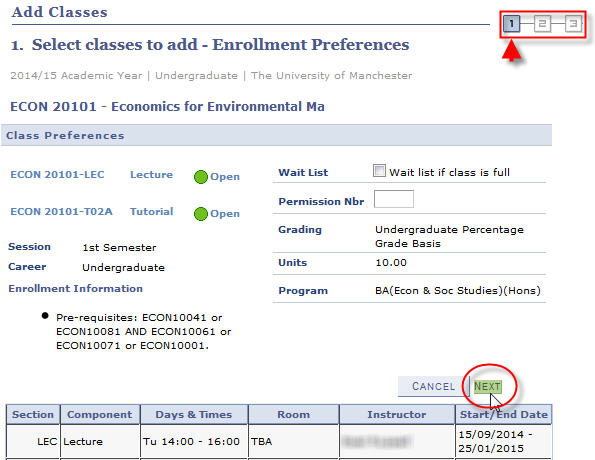 Add Classes
1 2 3
1. Select classes to add - Enrollment Preferences
2014/15 Academic Year | Undergraduate | The University of Manchester
ECON 20101 - Economics for Environmental Ma
Class Preferences
ECON 20101-LEC Lecture Open
ECON 20101-T02A Tutorial Open
Session 1st Semester
Career Undergraduate
Enrollment Information
• Pre-requisites: ECON10041 or
ECON10081 AND ECON10061 or
ECON10071 or ECON10001.
Wait List Wait list if class is full
Permission Nbr
Grading Undergraduate Percentage
Grade Basis
Units 10.00
Program BA(Econ & Soc Studies)(Hons)
CANCEL NEXT
Section Component Days & Times Room Instructor Start/End Date
LEC Lecture Tu 14:00 - 16:00 TBA 15/09/2014 -
25/01/2015